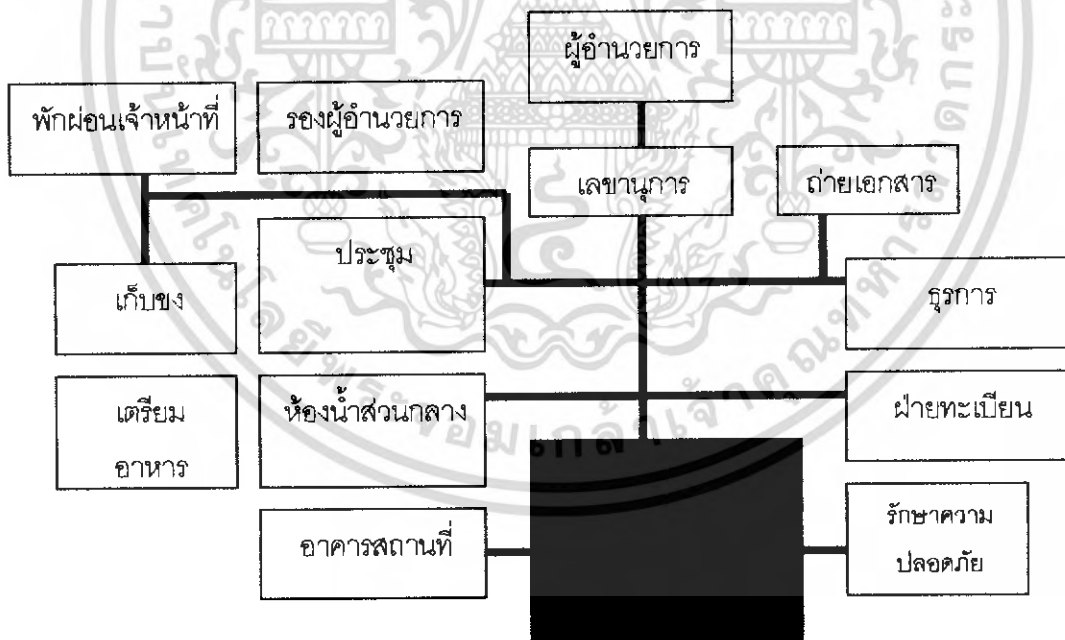 ผู้อำนวยการ
พักผ่อนเจ้าหน้าที่
รองผู้อำนวยการ
เลขานุการ
ถ่ายเอกสาร
ประชุม
เก็บขง
ธุรการ
เตรียม
อาหาร
ห้องน้ำส่วนกลาง
ฝ่ายทะเบียน
อาคารสถานที่
รักษาความ
ปลอดภัย